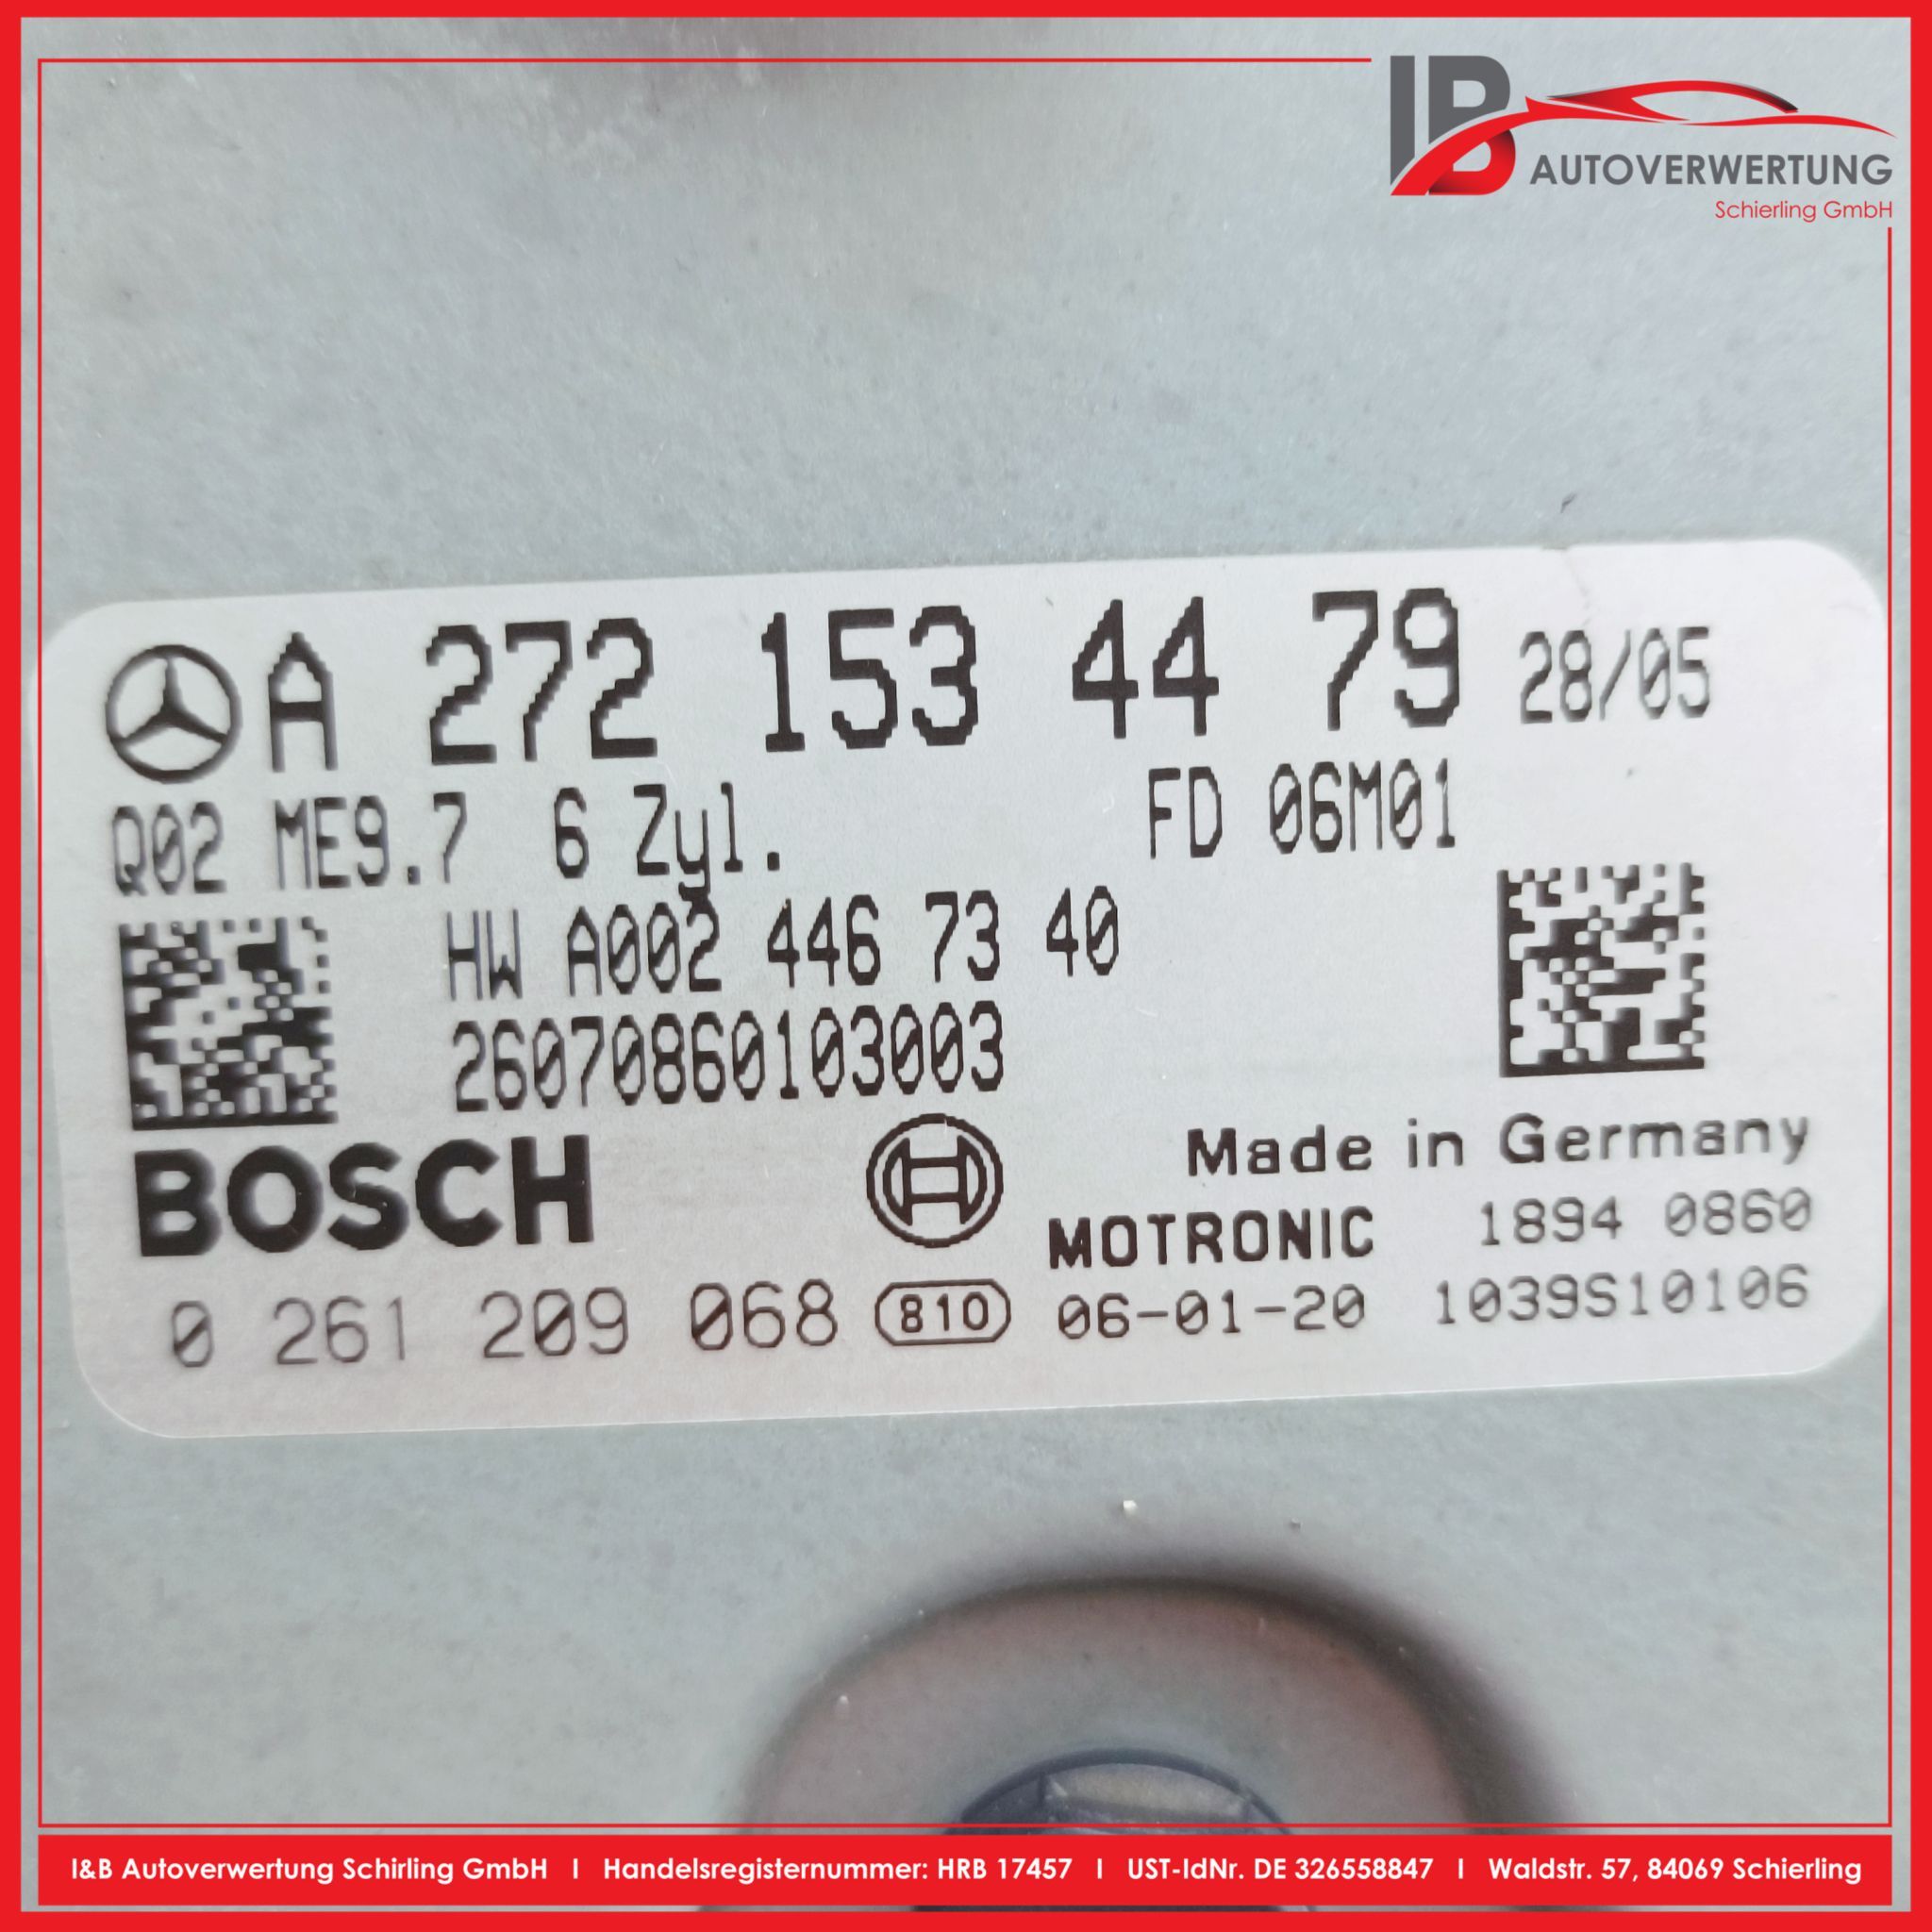 IB AUTOVERWERTUNG
Schierling GmbH
A 272 153 44 79 28/05
Q02 ME9.7 6 Zyl. FD 06M01
HW A002 446 73 40
26070860103003
BOSCH
Made in Germany
MOTRONIC 1894 0860
0 261 209 068 810 06-01-20 1039S10106
I&B Autoverwertung Schirling GmbH I Handelsregisternummer: HRB 17457 I UST-IdNr. DE 326558847 I Waldstr. 57, 84069 Schierling